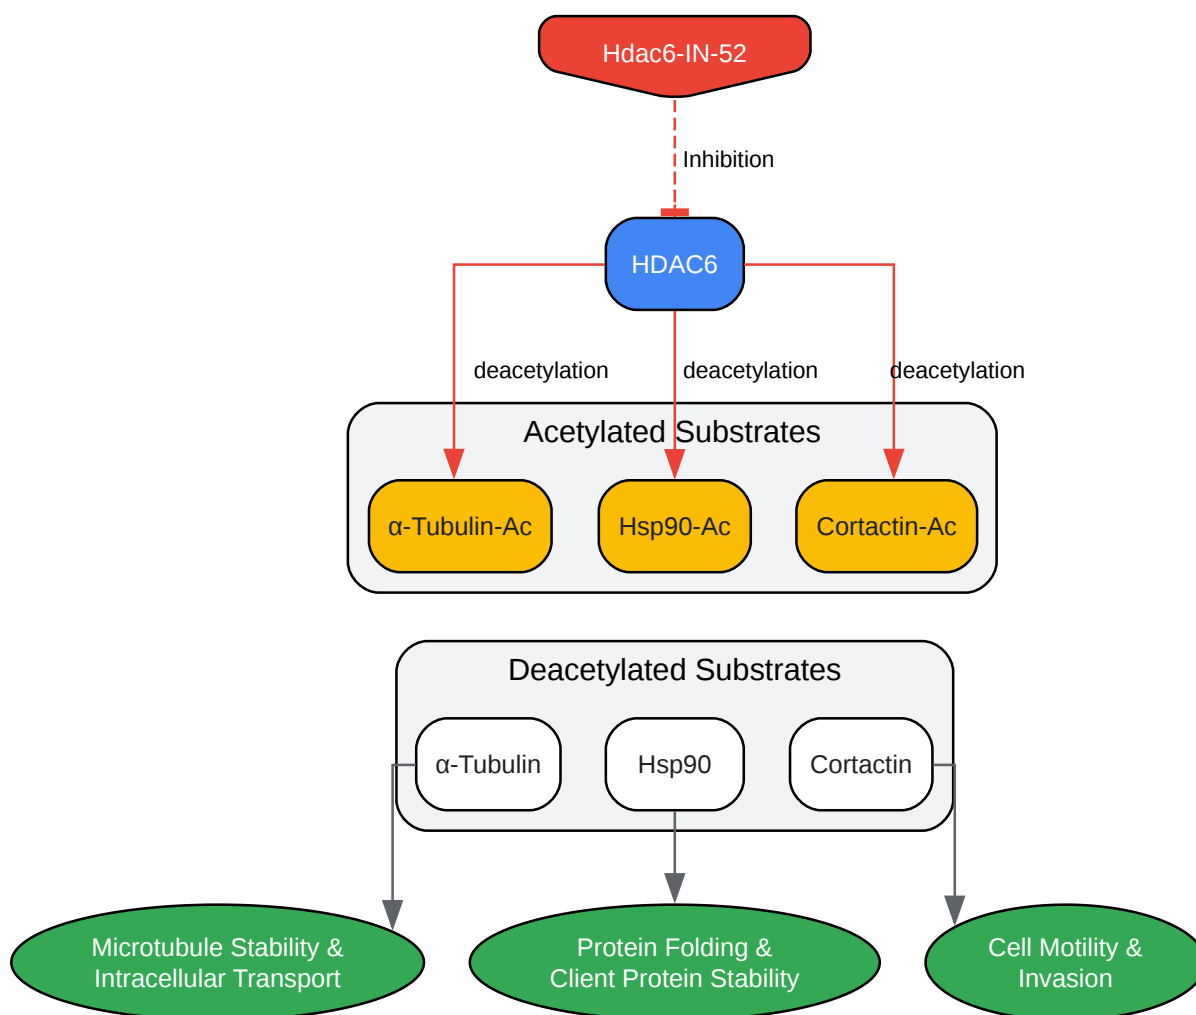 Hdac6-IN-52
Inhibition
HDAC6
deacetylation
deacetylation
deacetylation
Acetylated Substrates
α-Tubulin-Ac
Hsp90-Ac
Cortactin-Ac
Deacetylated Substrates
α-Tubulin
Hsp90
Cortactin
Microtubule Stability &
Intracellular Transport
Protein Folding &
Client Protein Stability
Cell Motility &
Invasion